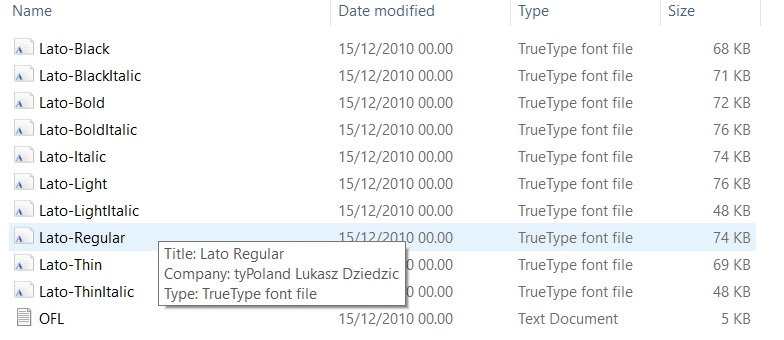 Name Date modified Type Size
Lato-Black 15/12/2010 00.00 TrueType font file 68 KB
Lato-BlackItalic 15/12/2010 00.00 TrueType font file 71 KB
Lato-Bold 15/12/2010 00.00 TrueType font file 72 KB
Lato-BoldItalic 15/12/2010 00.00 TrueType font file 76 KB
Lato-Italic 15/12/2010 00.00 TrueType font file 74 KB
Lato-Light 15/12/2010 00.00 TrueType font file 76 KB
Lato-LightItalic 15/12/2010 00.00 TrueType font file 48 KB
Lato-Regular 15/12/2010 00.00 TrueType font file 74 KB
Title: Lato Regular
Lato-Thin Company: tyPoland Lukasz Dziedzic TrueType font file 69 KB
Lato-ThinItalic Type: TrueType font file TrueType font file 48 KB
OFL 15/12/2010 00.00 Text Document 5 KB